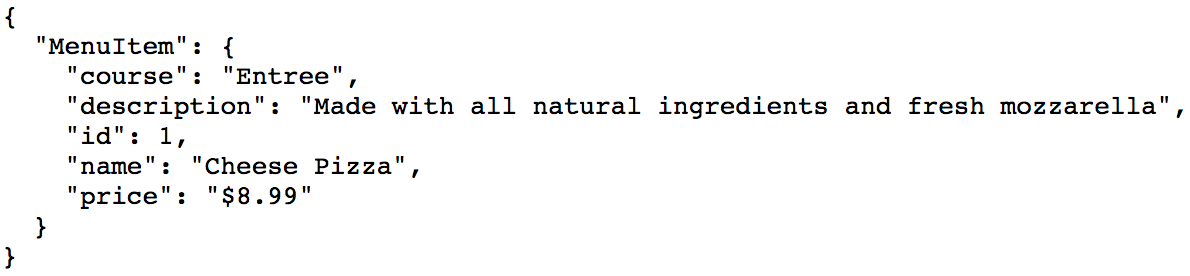 {
  "MenuItem": {
    "course": "Entree",
    "description": "Made with all natural ingredients and fresh mozzarella",
    "id": 1,
    "name": "Cheese Pizza",
    "price": "$8.99"
  }
}